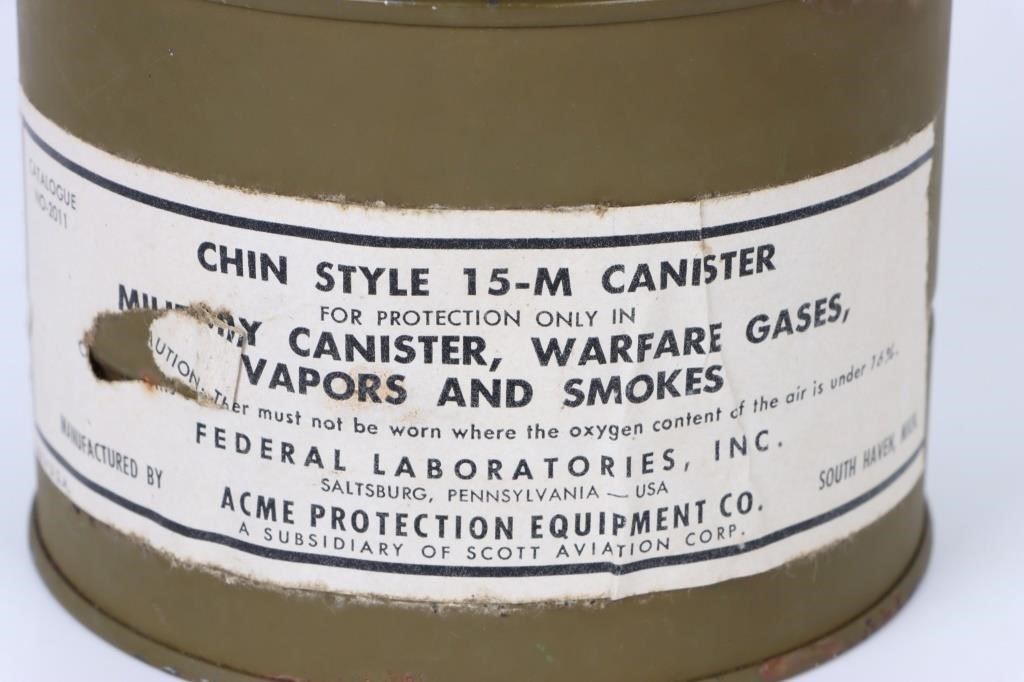 CATALOGUE
NO-2011
CHIN STYLE 15-M CANISTER
FOR PROTECTION ONLY IN
CANISTER, WARFARE GASES,
VAPORS AND SMOKES
must not be worn where the oxygen content of the air is under 16%.
FEDERAL LABORATORIES, INC.
SALTSBURG, PENNSYLVANIA — USA
MANUFACTURED BY
ACME PROTECTION EQUIPMENT CO.
SOUTH HAVEN, MICH.
A SUBSIDIARY OF SCOTT AVIATION CORP.